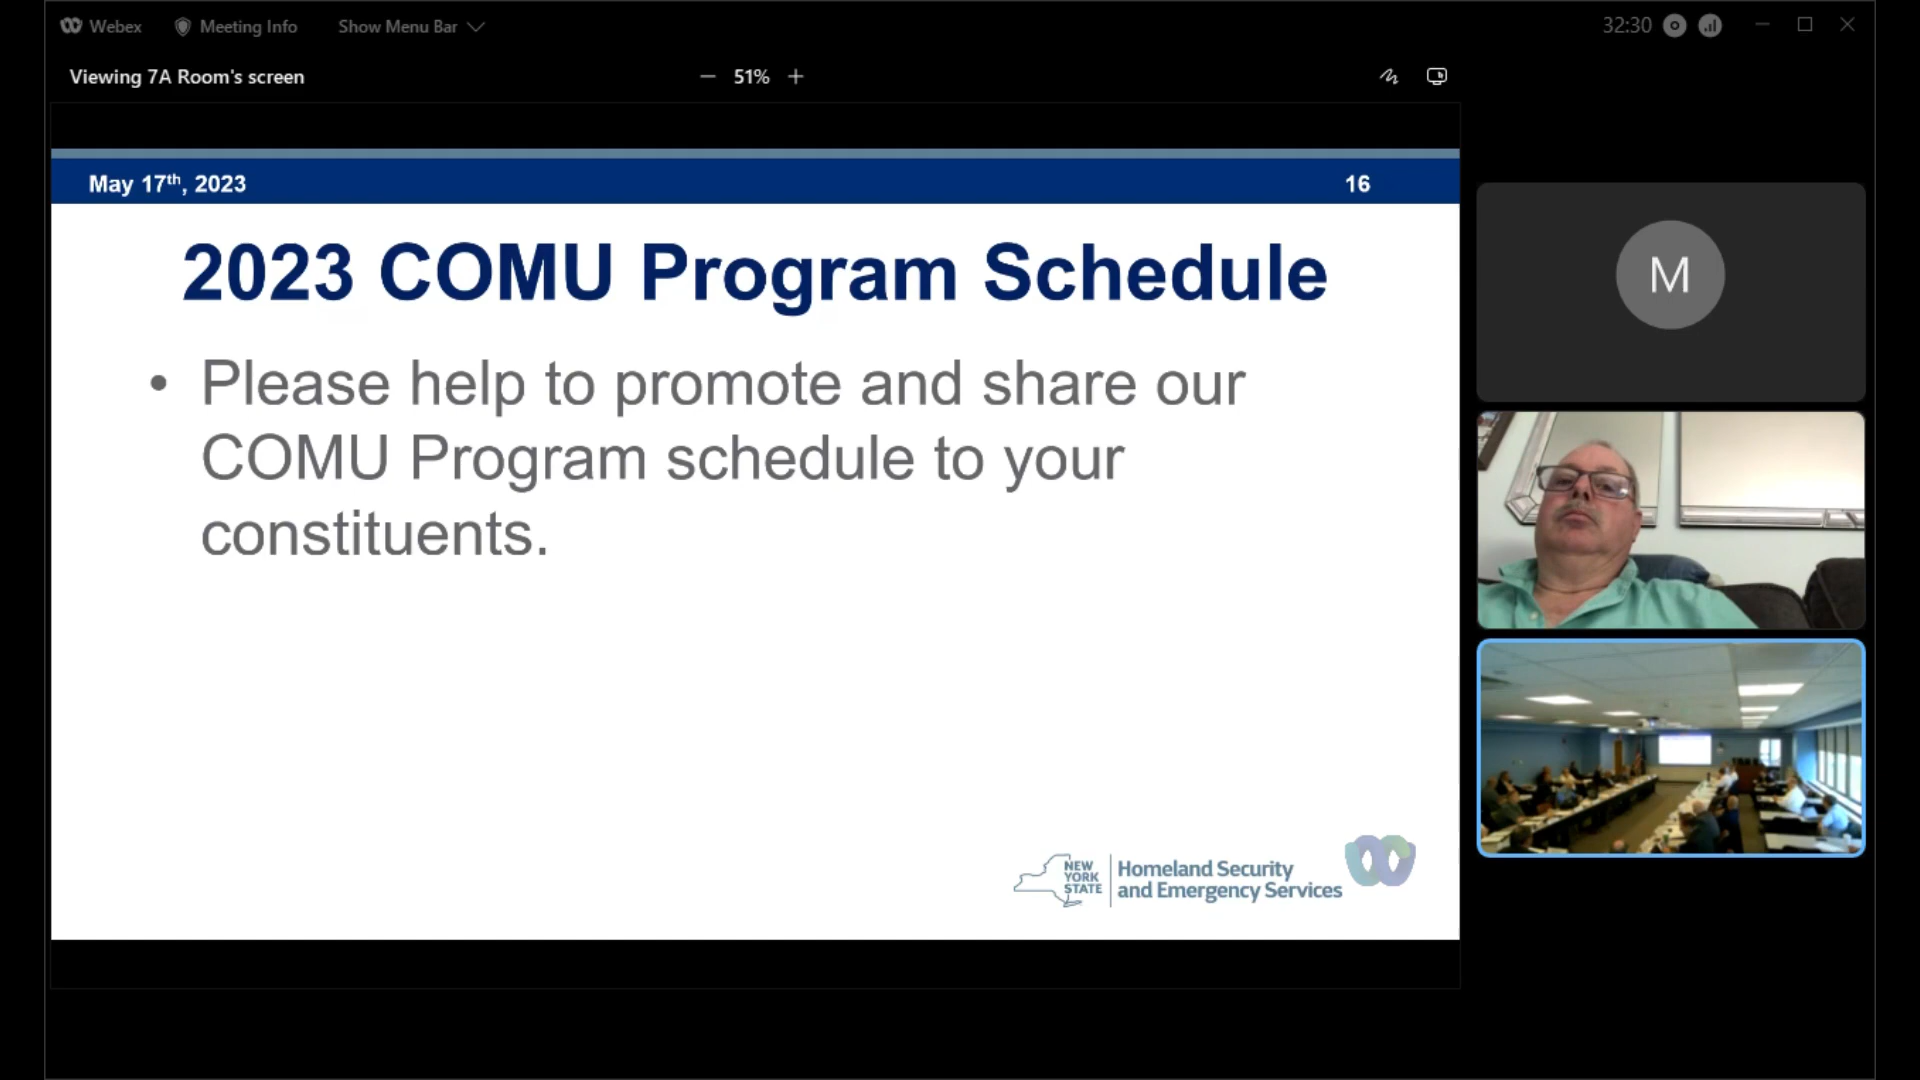 Webex Meeting Info Show Menu Bar 32:30
Viewing 7A Room's screen 51%
May 17th, 2023 16
2023 COMU Program Schedule
• Please help to promote and share our
COMU Program schedule to your
constituents.
M
NEW
YORK
STATE
Homeland Security
and Emergency Services